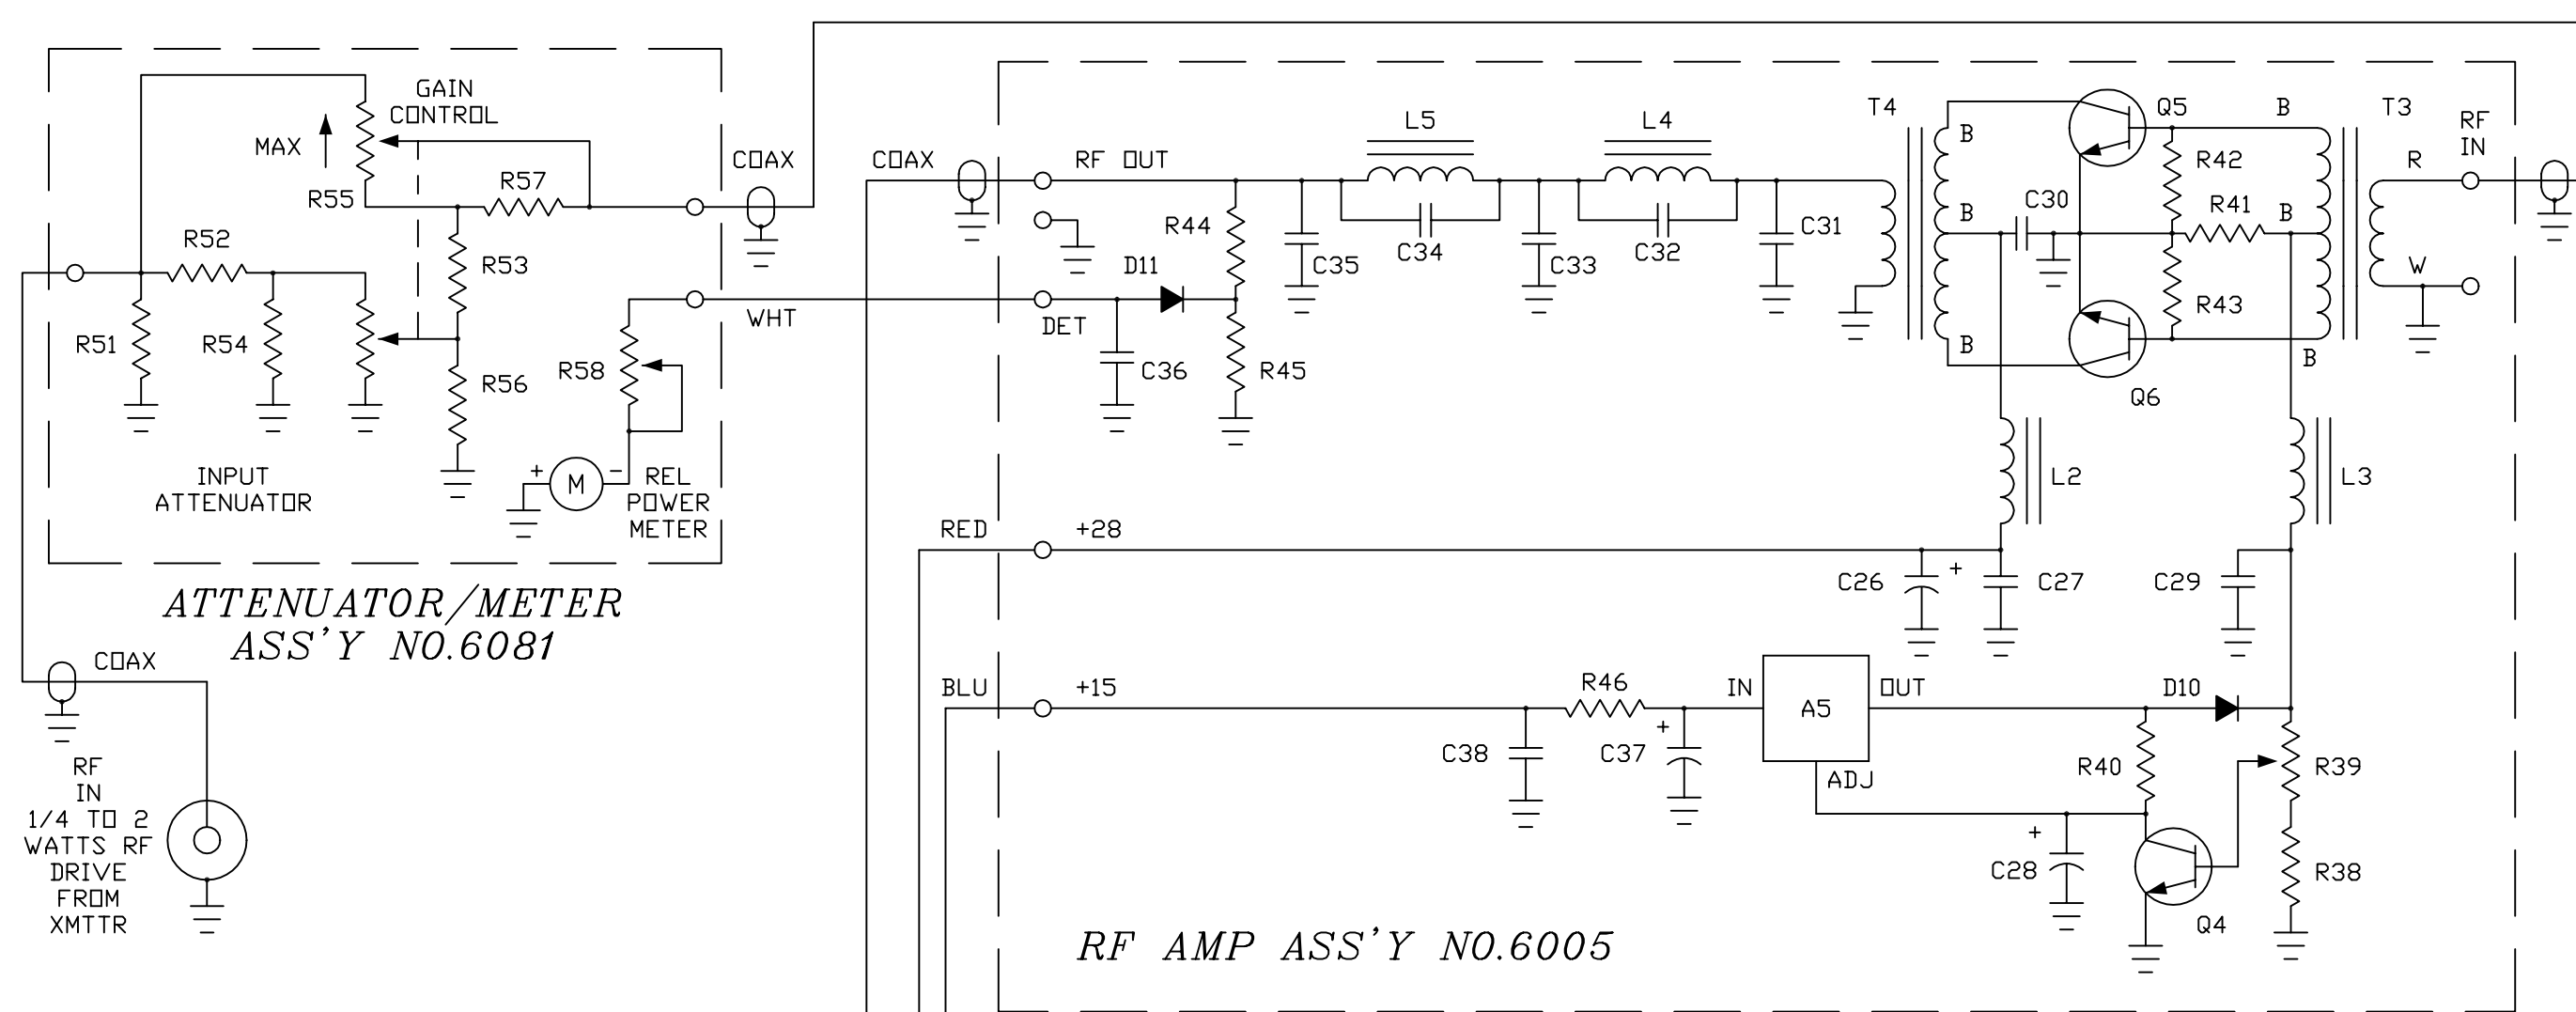 GAIN
CONTROL
MAX
R55
R57
COAX
R52
R53
R51
R54
R56
R58
WHT
INPUT
ATTENUATOR
+
M
-
REL
POWER
METER
ATTENUATOR/METER
ASS'Y NO.6081
COAX
RF
IN
1/4 TO 2
WATTS RF
DRIVE
FROM
XMTTR
COAX
RF OUT
L5
L4
T4
B
Q5
B
T3
RF
IN
R42
R
R44
C34
C32
C31
B
C30
R41
B
D11
C35
C33
W
DET
R43
C36
R45
B
B
Q6
L2
L3
RED
+28
C26
+
C27
C29
BLU
+15
R46
IN
A5
OUT
D10
C38
+
C37
ADJ
R40
R39
+
C28
R38
Q4
RF AMP ASS'Y NO.6005